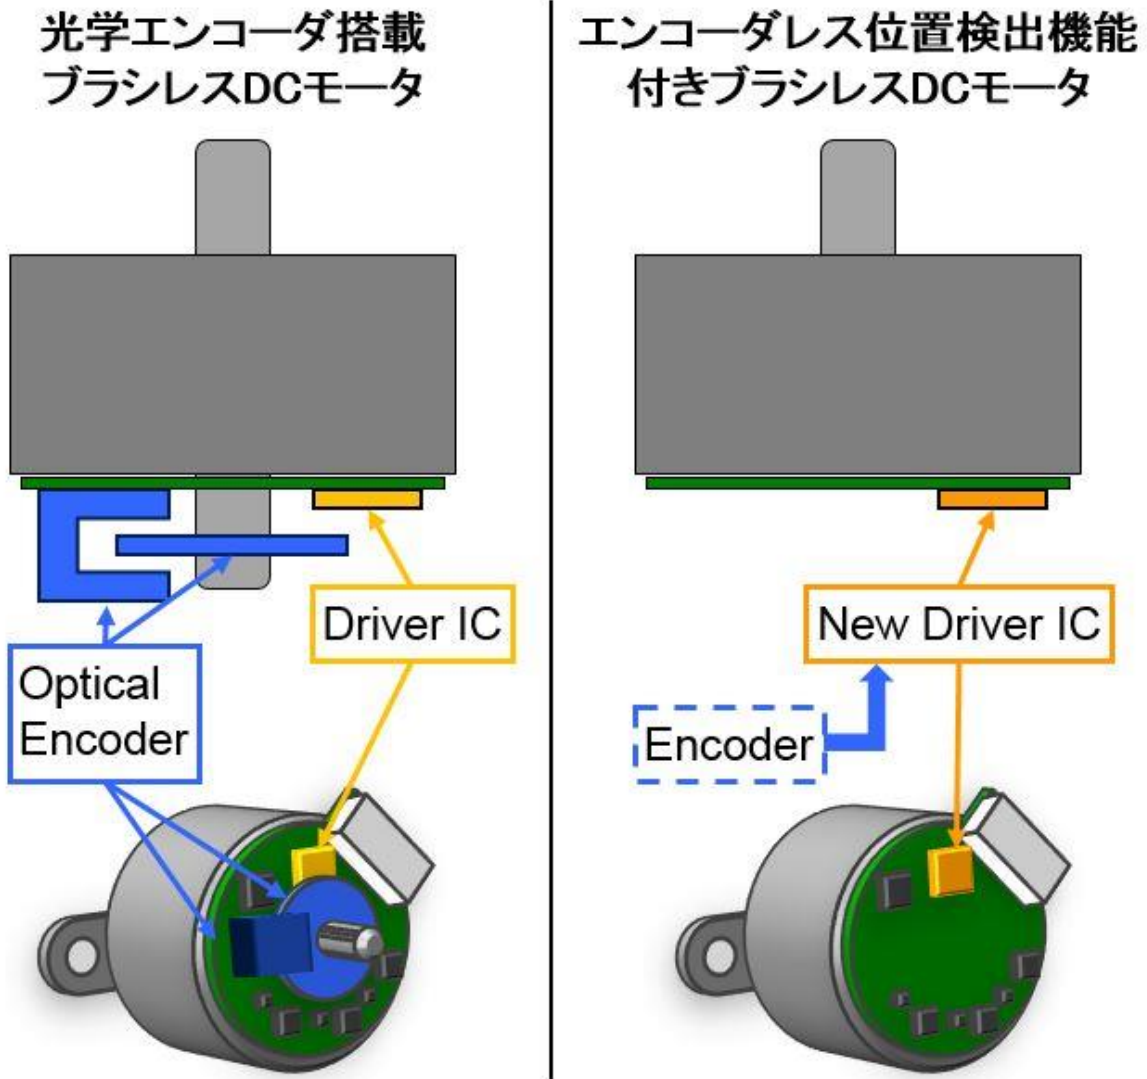 光学エンコーダ搭載
ブラシレスDCモータ
Driver IC
Optical
Encoder
エンコーダレス位置検出機能
付きブラシレスDCモータ
New Driver IC
Encoder